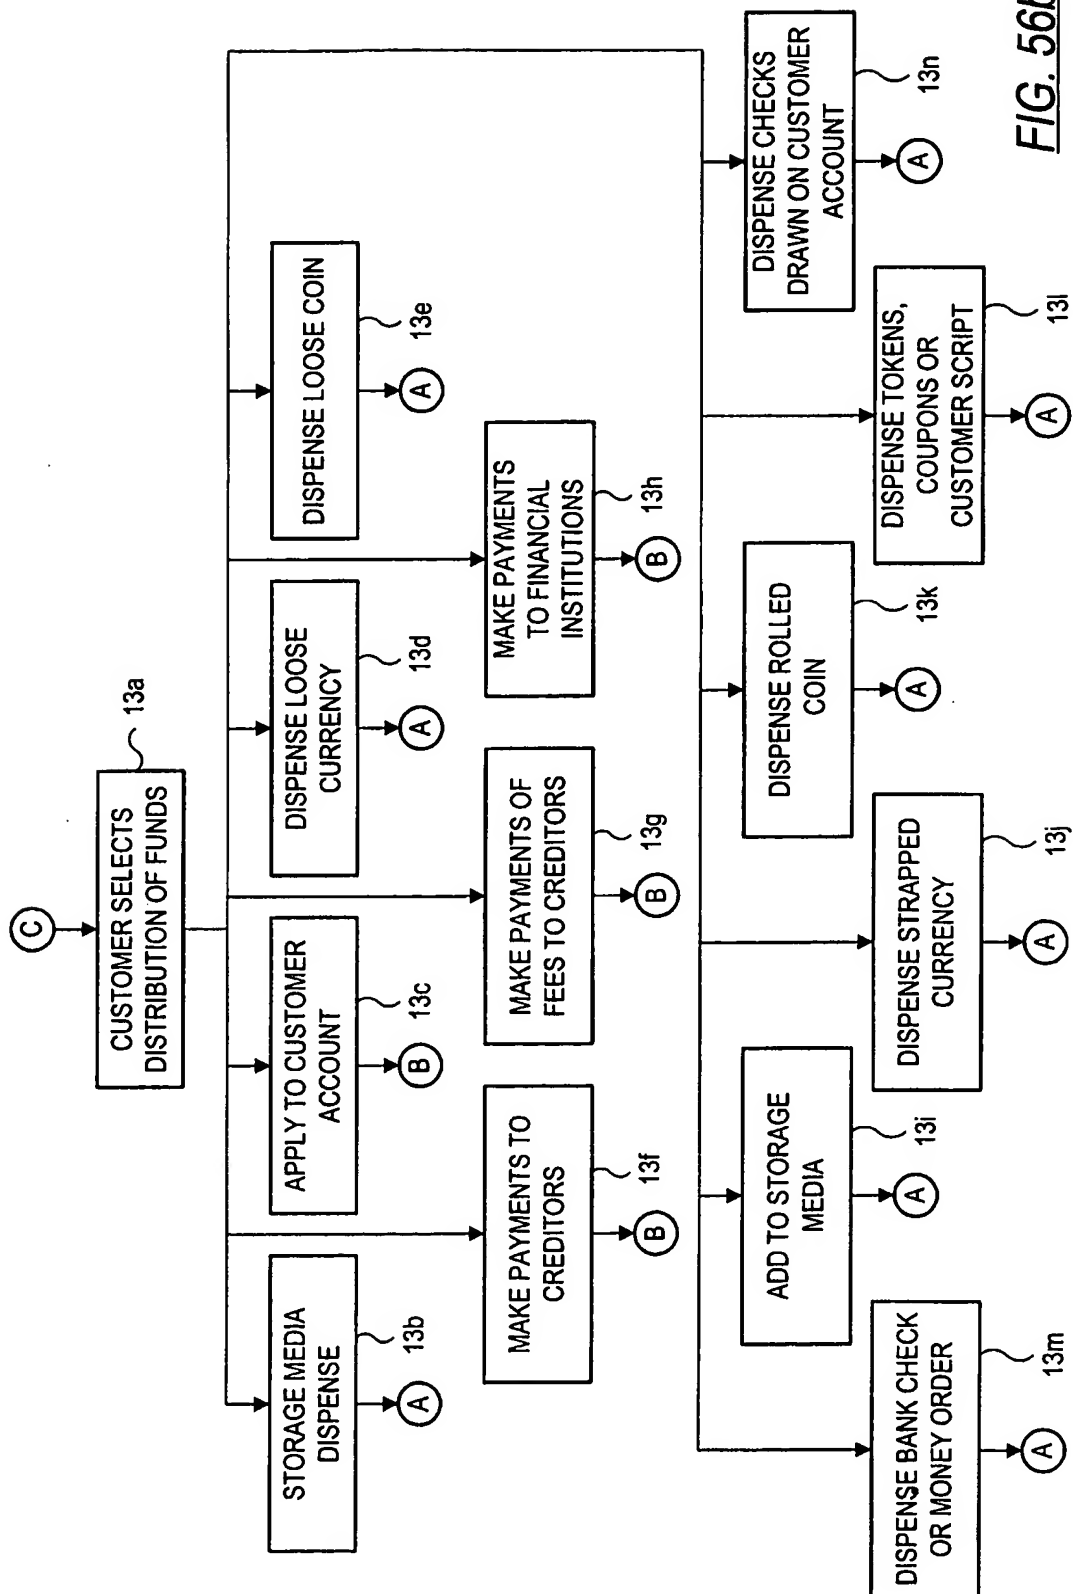 C
CUSTOMER SELECTS
DISTRIBUTION OF FUNDS
13a
STORAGE MEDIA
DISPENSE
13b
A
APPLY TO CUSTOMER
ACCOUNT
13c
B
DISPENSE LOOSE
CURRENCY
13d
A
DISPENSE LOOSE COIN
13e
A
MAKE PAYMENTS TO
CREDITORS
13f
B
MAKE PAYMENTS OF
FEES TO CREDITORS
13g
B
MAKE PAYMENTS
TO FINANCIAL
INSTITUTIONS
13h
B
ADD TO STORAGE
MEDIA
13i
A
DISPENSE ROLLED
COIN
13k
A
DISPENSE CHECKS
DRAWN ON CUSTOMER
ACCOUNT
13n
A
DISPENSE BANK CHECK
OR MONEY ORDER
13m
A
DISPENSE STRAPPED
CURRENCY
13j
A
DISPENSE TOKENS,
COUPONS OR
CUSTOMER SCRIPT
13l
A
FIG. 56b